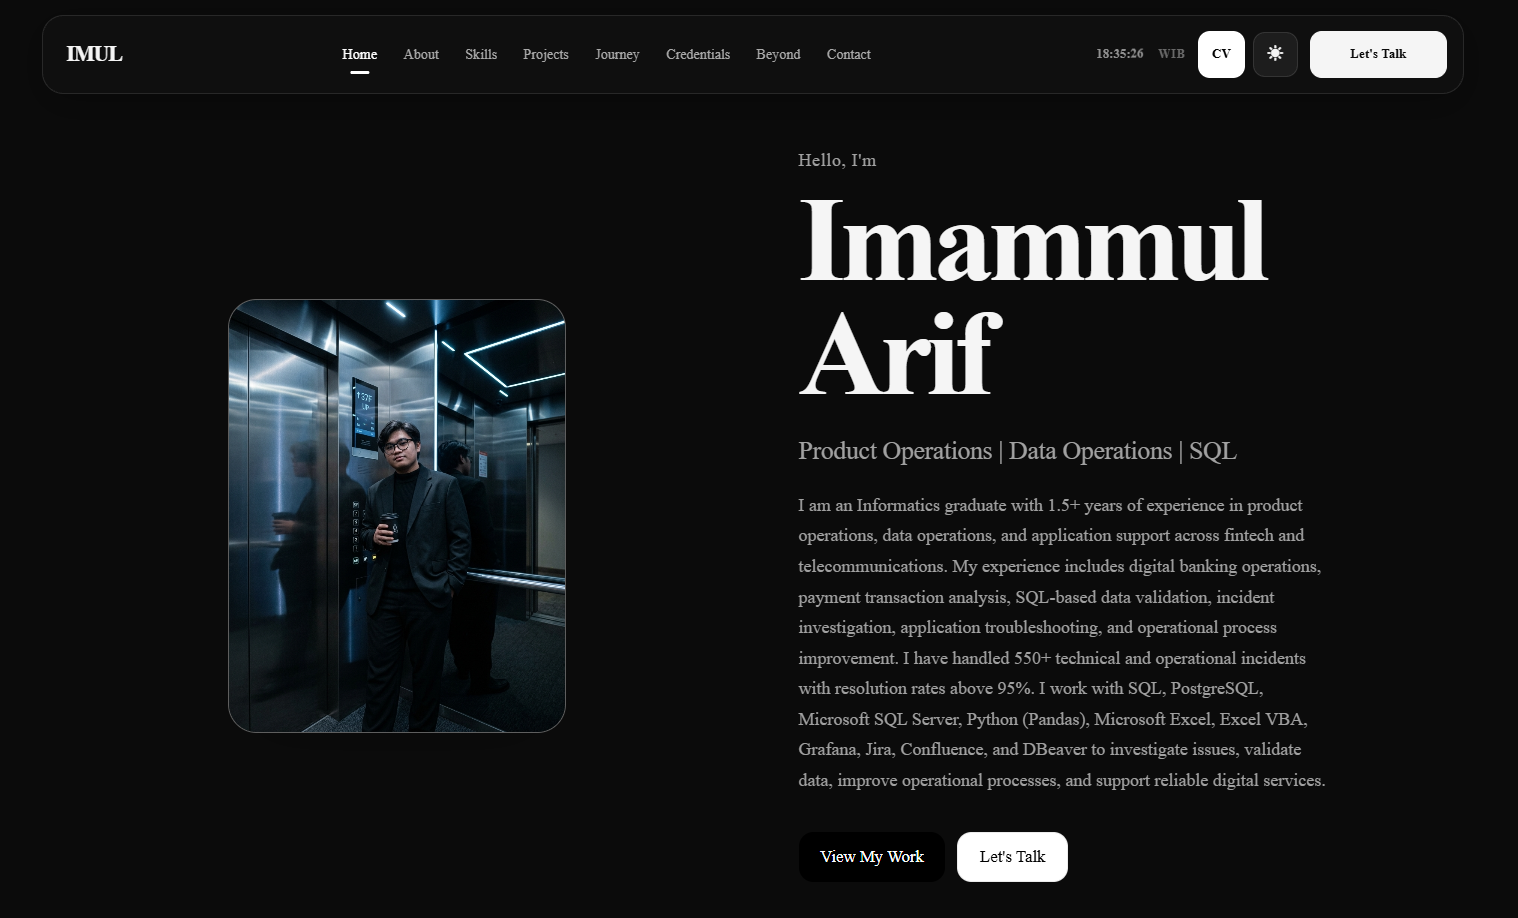 IMUL
Home About Skills Projects Journey Credentials Beyond Contact
18:35:26 WIB CV Let's Talk
Hello, I'm
Imammul
Arif
Product Operations | Data Operations | SQL
I am an Informatics graduate with 1.5+ years of experience in product
operations, data operations, and application support across fintech and
telecommunications. My experience includes digital banking operations,
payment transaction analysis, SQL-based data validation, incident
investigation, application troubleshooting, and operational process
improvement. I have handled 550+ technical and operational incidents
with resolution rates above 95%. I work with SQL, PostgreSQL,
Microsoft SQL Server, Python (Pandas), Microsoft Excel, Excel VBA,
Grafana, Jira, Confluence, and DBeaver to investigate issues, validate
data, improve operational processes, and support reliable digital services.
View My Work Let's Talk